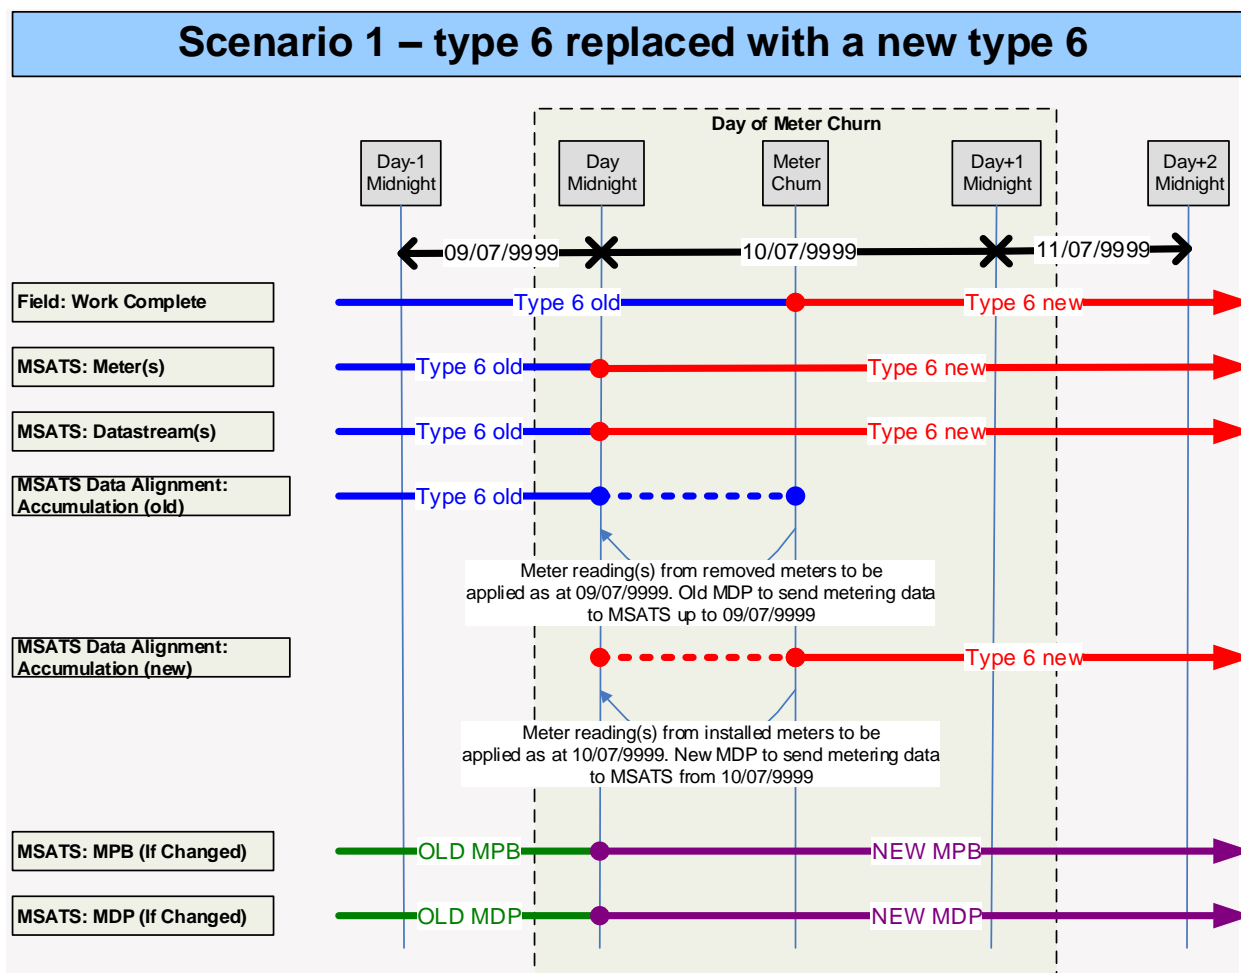 Scenario 1 – type 6 replaced with a new type 6
Day of Meter Churn
Day-1
Midnight
Day
Midnight
Meter
Churn
Day+1
Midnight
Day+2
Midnight
09/07/9999
10/07/9999
11/07/9999
Field: Work Complete
Type 6 old
Type 6 new
MSATS: Meter(s)
Type 6 old
Type 6 new
MSATS: Datastream(s)
Type 6 old
Type 6 new
MSATS Data Alignment:
Accumulation (old)
Type 6 old
Meter reading(s) from removed meters to be
applied as at 09/07/9999. Old MDP to send metering data
to MSATS up to 09/07/9999
MSATS Data Alignment:
Accumulation (new)
Type 6 new
Meter reading(s) from installed meters to be
applied as at 10/07/9999. New MDP to send metering data
to MSATS from 10/07/9999
MSATS: MPB (If Changed)
OLD MPB
NEW MPB
MSATS: MDP (If Changed)
OLD MDP
NEW MDP